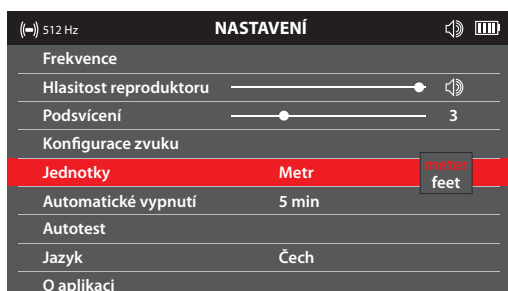 512 Hz NASTAVENÍ
Frekvence
Hlasitost reproduktoru
Podsvícení 3
Konfigurace zvuku
Jednotky Metr meter
feet
Automatické vypnutí 5 min
Autotest
Jazyk Čech
O aplikaci